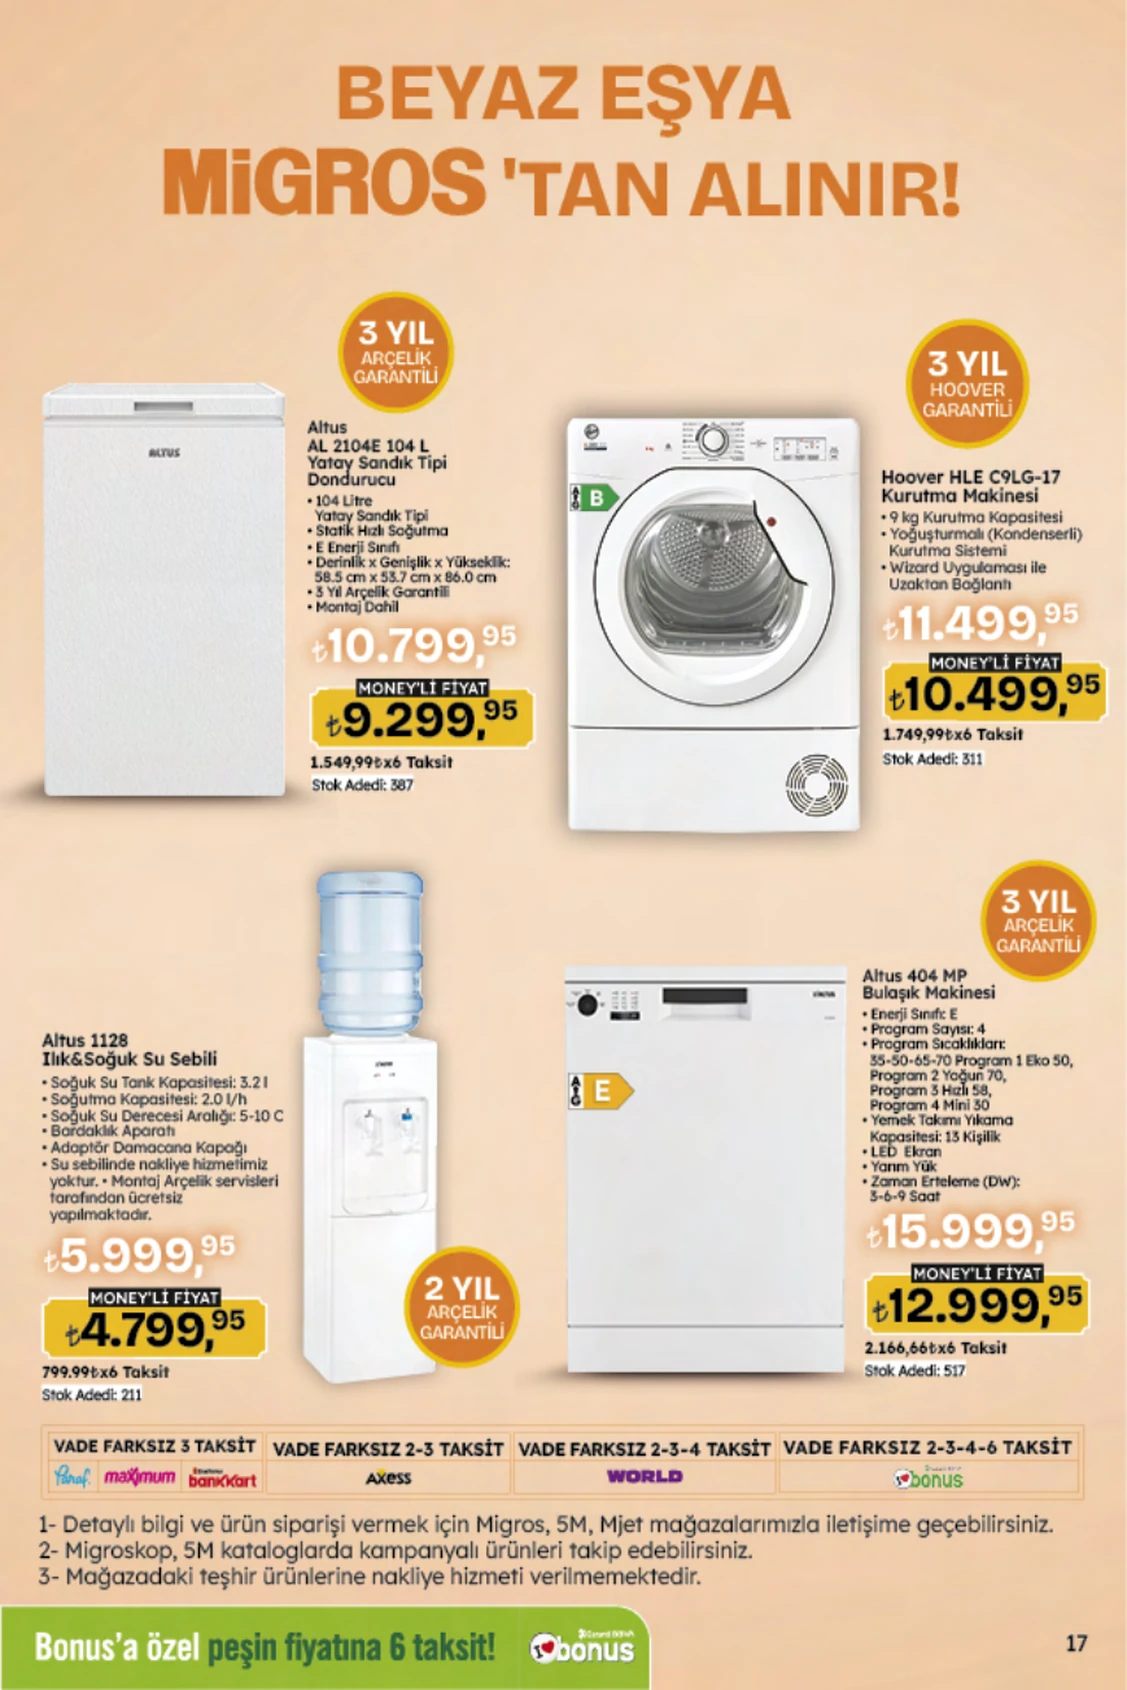 BEYAZ EŞYA
MiGROS 'TAN ALINIR!
3 YIL
ARÇELİK
GARANTİLİ
ALTUS
Altus
AL 2104E 104 L
Yatay Sandık Tipi
Dondurucu
• 104 Litre
Yatay Sandık Tipi
• Statik Hızlı Soğutma
• E Enerji Sınıfı
• Derinlik x Genişlik x Yükseklik:
58.5 cm x 53.7 cm x 86.0 cm
• 3 Yıl Arçelik Garantili
• Montaj Dahil
₺10.799,95
MONEY'Lİ FİYAT
₺9.299,95
1.549,99₺x6 Taksit
Stok Adedi: 387
3 YIL
HOOVER
GARANTİLİ
B
Hoover HLE C9LG-17
Kurutma Makinesi
• 9 kg Kurutma Kapasitesi
• Yoğuşturmalı (Kondenserli)
Kurutma Sistemi
• Wizard Uygulaması ile
Uzaktan Bağlantı
₺11.499,95
MONEY'Lİ FİYAT
₺10.499,95
1.749,99₺x6 Taksit
Stok Adedi: 311
Altus 1128
Ilık&Soğuk Su Sebili
• Soğuk Su Tank Kapasitesi: 3.2 l
• Soğutma Kapasitesi: 2.0 l/h
• Soğuk Su Derecesi Aralığı: 5-10 C
• Bardaklık Aparatı
• Adaptör Damacana Kapağı
• Su sebilinde nakliye hizmetimiz
yoktur. • Montaj Arçelik servisleri
tarafından ücretsiz
yapılmaktadır.
₺5.999,95
MONEY'Lİ FİYAT
₺4.799,95
799.99₺x6 Taksit
Stok Adedi: 211
2 YIL
ARÇELİK
GARANTİLİ
3 YIL
ARÇELİK
GARANTİLİ
E
Altus 404 MP
Bulaşık Makinesi
• Enerji Sınıfı: E
• Program Sayısı: 4
• Program Sıcaklıkları:
35-50-65-70 Program 1 Eko 50,
Program 2 Yoğun 70,
Program 3 Hızlı 58,
Program 4 Mini 30
• Yemek Takımı Yıkama
Kapasitesi: 13 Kişilik
• LED Ekran
• Yarım Yük
• Zaman Erteleme (DW):
3-6-9 Saat
₺15.999,95
MONEY'Lİ FİYAT
₺12.999,95
2.166,66₺x6 Taksit
Stok Adedi: 517
VADE FARKSIZ 3 TAKSİT
Paraf maximum bankkart
VADE FARKSIZ 2-3 TAKSİT
axess
VADE FARKSIZ 2-3-4 TAKSİT
WORLD
VADE FARKSIZ 2-3-4-6 TAKSİT
bonus
1- Detaylı bilgi ve ürün siparişi vermek için Migros, 5M, Mjet mağazalarımızla iletişime geçebilirsiniz.
2- Migroskop, 5M kataloglarda kampanyalı ürünleri takip edebilirsiniz.
3- Mağazadaki teşhir ürünlerine nakliye hizmeti verilmemektedir.
Bonus'a özel peşin fiyatına 6 taksit!
bonus
17